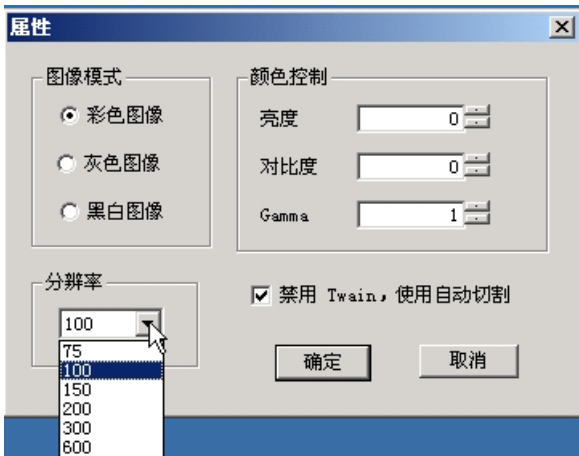 属性
图像模式
彩色图像
灰色图像
黑白图像
颜色控制
亮度 0
对比度 0
Gamma 1
分辨率
100
75
100
150
200
300
600
禁用 Twain，使用自动切割
确定 取消